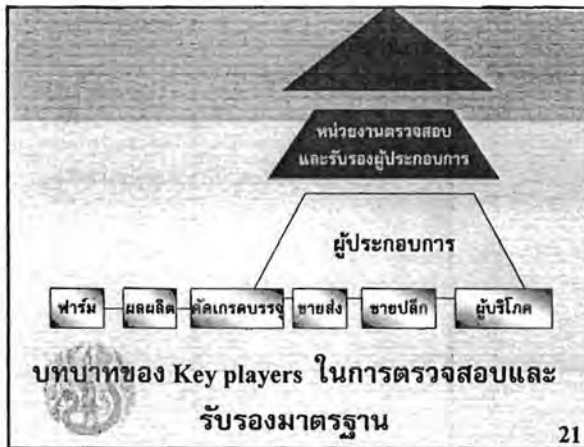 หน่วยงานตรวจสอบ
และรับรองผู้ประกอบการ
ผู้ประกอบการ
ฟาร์ม ผลผลิต คัดเกรดบรรจุ ขายส่ง ขายปลีก ผู้บริโภค
บทบาทของ Key players ในการตรวจสอบและ
รับรองมาตรฐาน
21